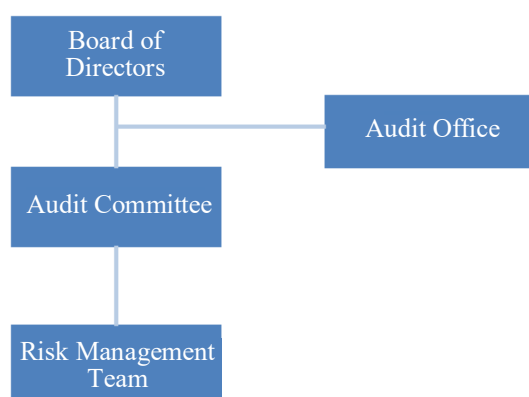 Board of
Directors
Audit Office
Audit Committee
Risk Management
Team